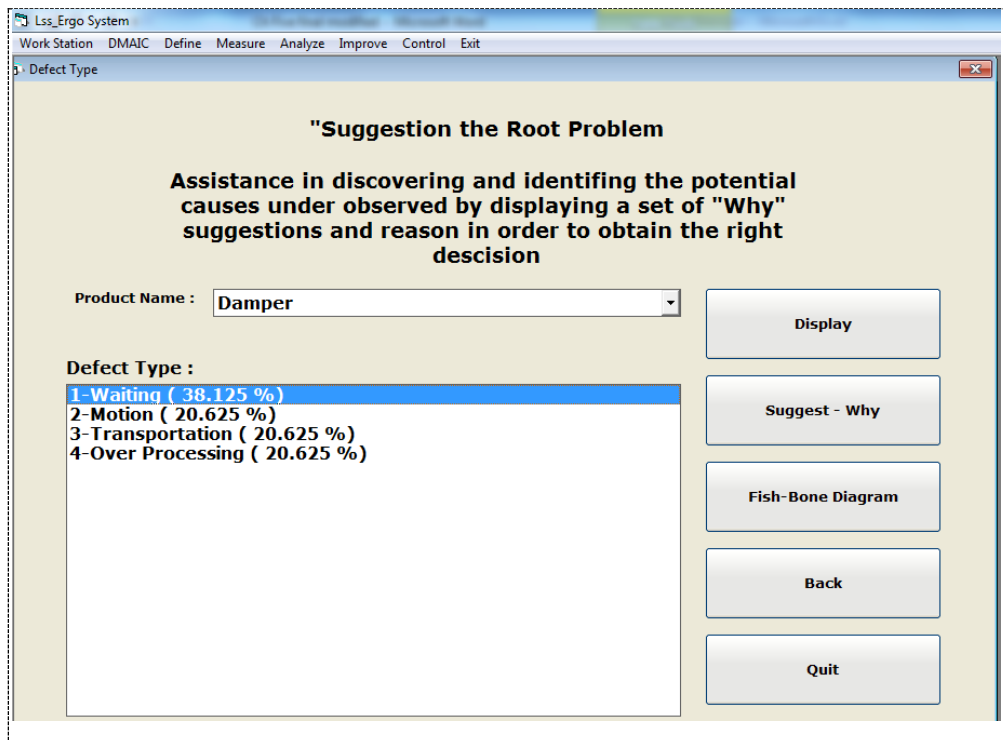 Lss_Ergo System
Work Station DMAIC Define Measure Analyze Improve Control Exit
Defect Type
"Suggestion the Root Problem
Assistance in discovering and identifing the potential
causes under observed by displaying a set of "Why"
suggestions and reason in order to obtain the right
descision
Product Name : Damper
Display
Defect Type :
1-Waiting ( 38.125 %)
2-Motion ( 20.625 %)
3-Transportation ( 20.625 %)
4-Over Processing ( 20.625 %)
Suggest - Why
Fish-Bone Diagram
Back
Quit